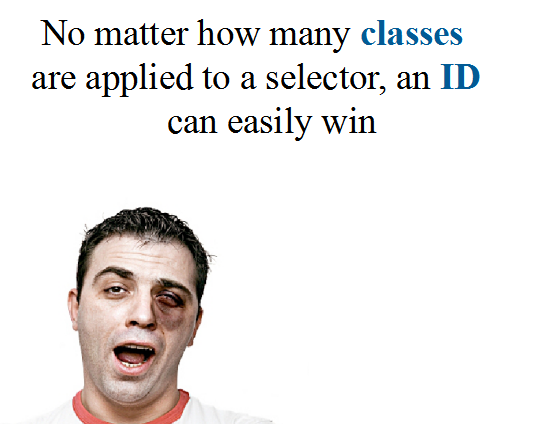 No matter how many classes
are applied to a selector, an ID
can easily win